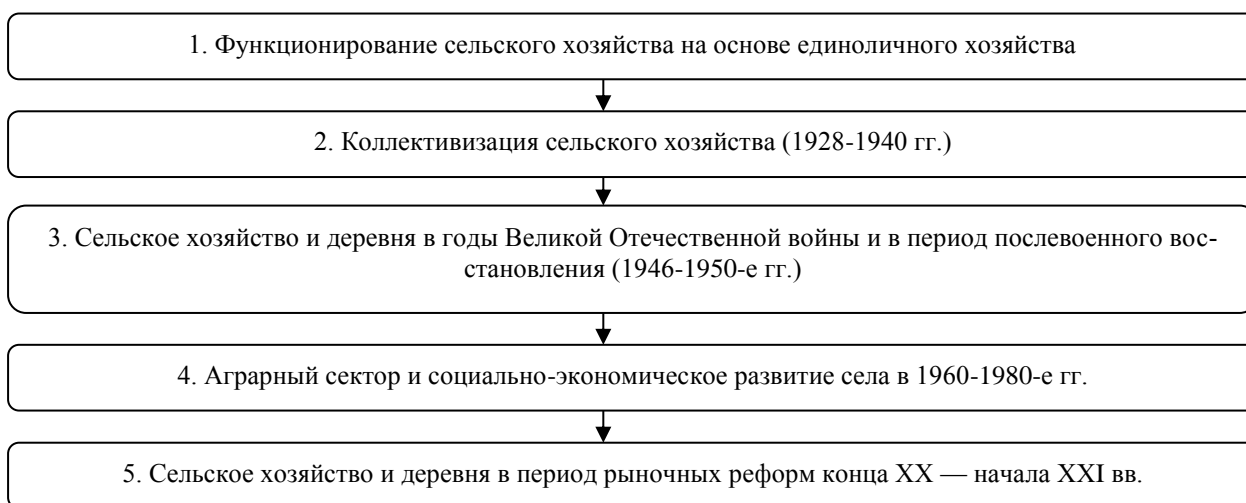 1. Функционирование сельского хозяйства на основе единоличного хозяйства
2. Коллективизация сельского хозяйства (1928-1940 гг.)
3. Сельское хозяйство и деревня в годы Великой Отечественной войны и в период послевоенного вос-
становления (1946-1950-е гг.)
4. Аграрный сектор и социально-экономическое развитие села в 1960-1980-е гг.
5. Сельское хозяйство и деревня в период рыночных реформ конца XX — начала XXI вв.